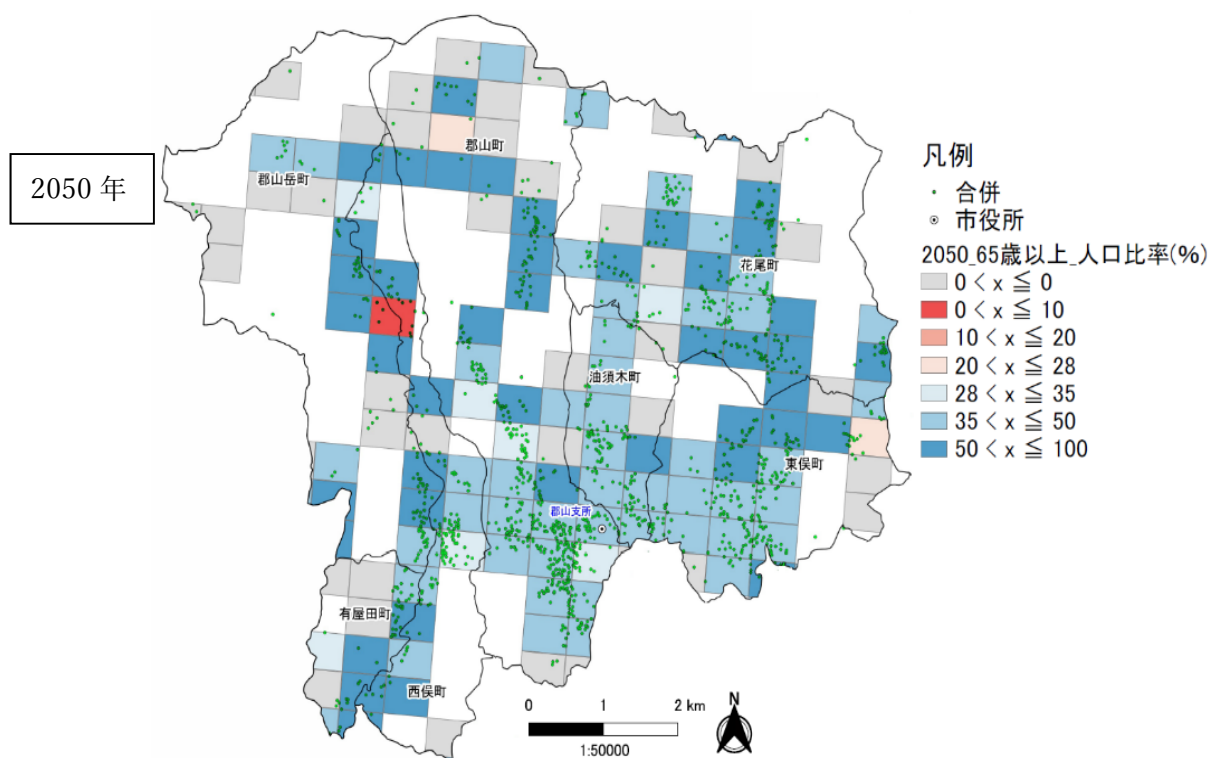 2050 年
郡山町
郡山岳町
花尾町
油須木町
東俣町
郡山支所
有屋田町
西俣町
0 1 2 km
1:50000
N
凡例
合併
市役所
2050_65歳以上_人口比率(%)
0 < x ≦ 0
0 < x ≦ 10
10 < x ≦ 20
20 < x ≦ 28
28 < x ≦ 35
35 < x ≦ 50
50 < x ≦ 100